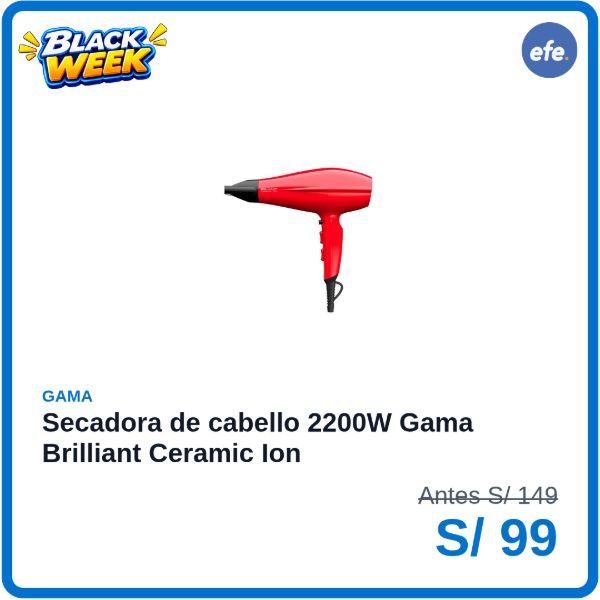 BLACK
WEEK
efe.
GAMA
Secadora de cabello 2200W Gama
Brilliant Ceramic Ion
Antes S/ 149
S/ 99